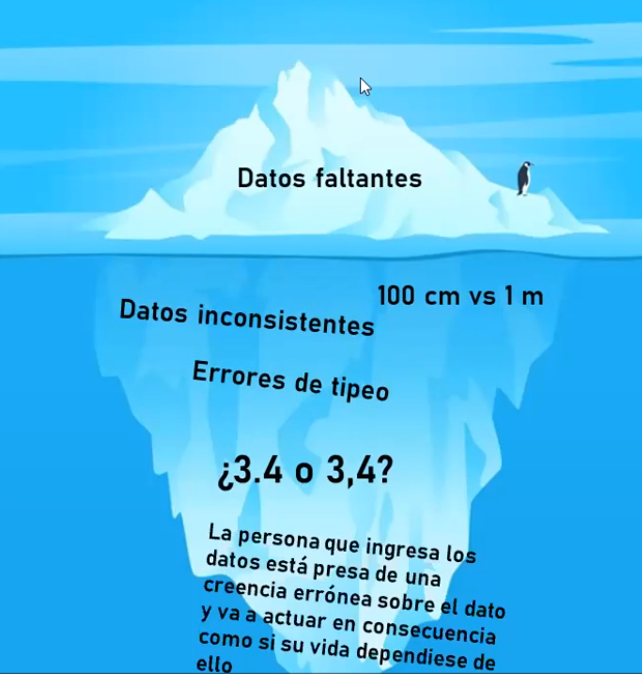 Datos faltantes
100 cm vs 1 m
Datos inconsistentes
Errores de tipeo
¿3.4 o 3,4?
La persona que ingresa los
datos está presa de una
creencia errónea sobre el dato
y va a actuar en consecuencia
como si su vida dependiese de
ello